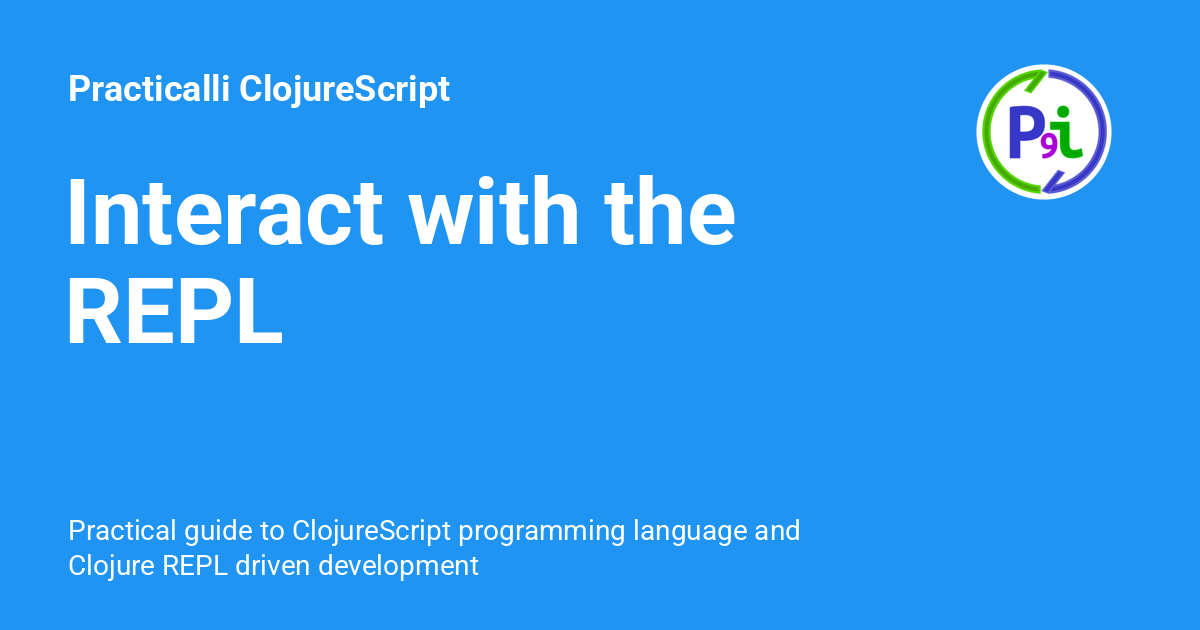 Practicalli ClojureScript
P9i
Interact with the
REPL
Practical guide to ClojureScript programming language and
Clojure REPL driven development